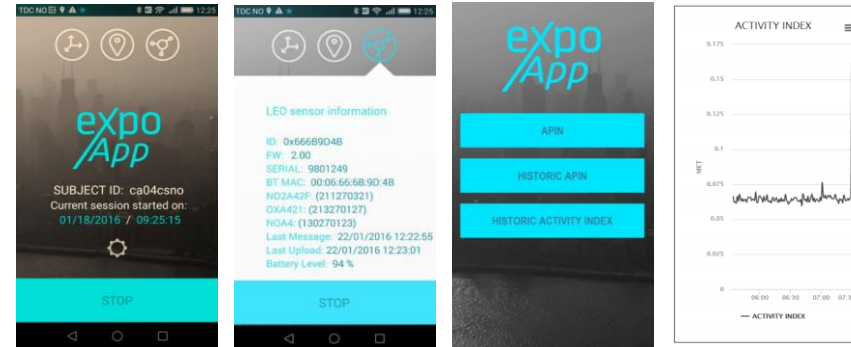 TDC NO
12:25
expo
App
SUBJECT ID: ca04csno
Current session started on:
01/18/2016 / 09:25:15
STOP
TDC NO
12:25
LEO sensor information
ID: 0x666B9D4B
FW: 2.00
SERIAL: 9801249
BT MAC: 00:06:66:6B:9D:4B
NO2A42F: (211270321)
OXA421: (213270127)
NOA4: (130270123)
Last Message: 22/01/2016 12:22:55
Last Upload: 22/01/2016 12:23:01
Battery Level: 94 %
STOP
expo
App
APIN
HISTORIC APIN
HISTORIC ACTIVITY INDEX
ACTIVITY INDEX
0.175
0.15
0.125
0.1
MET
0.075
0.05
0.025
0
06:00 06:30 07:00 07:3
ACTIVITY INDEX